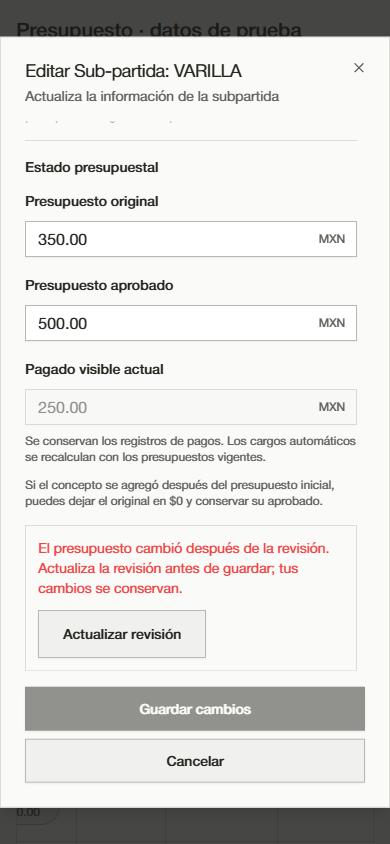 Presupuesto · datos de prueba
Editar Sub-partida: VARILLA
Actualiza la información de la subpartida
Estado presupuestal
Presupuesto original
350.00 MXN
Presupuesto aprobado
500.00 MXN
Pagado visible actual
250.00 MXN
Se conservan los registros de pagos. Los cargos automáticos
se recalculan con los presupuestos vigentes.
Si el concepto se agregó después del presupuesto inicial,
puedes dejar el original en $0 y conservar su aprobado.
El presupuesto cambió después de la revisión.
Actualiza la revisión antes de guardar; tus
cambios se conservan.
Actualizar revisión
Guardar cambios
Cancelar
0.00